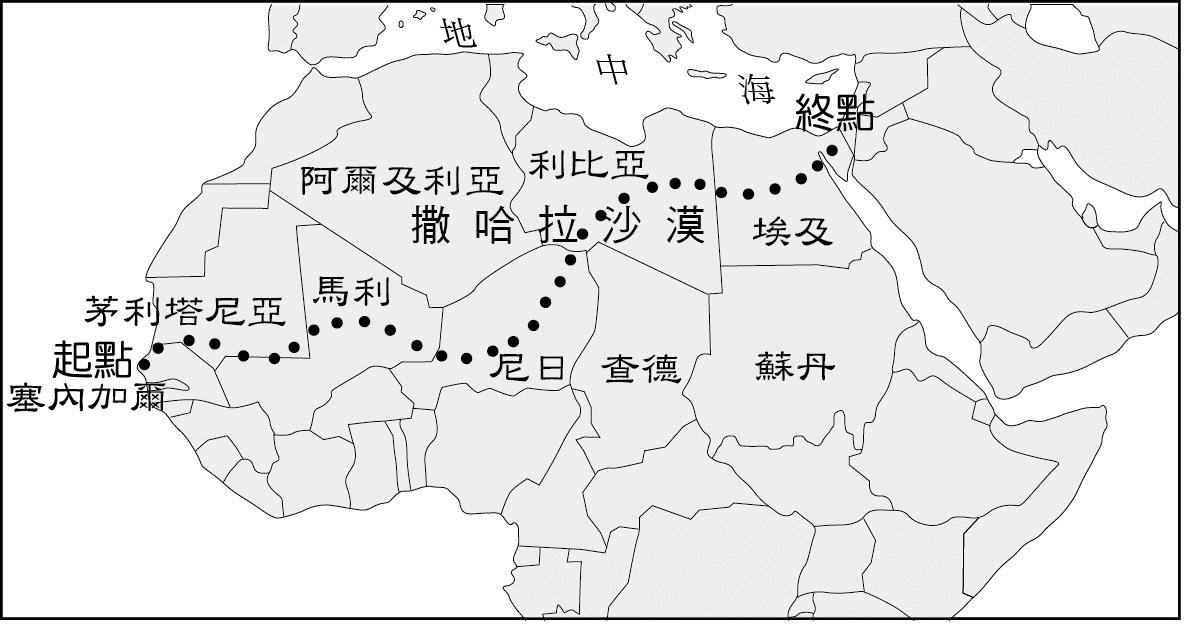 地
中
海
終點
利比亞
阿爾及利亞
撒哈拉沙漠
埃及
馬利
茅利塔尼亞
起點
尼日
查德
蘇丹
塞內加爾